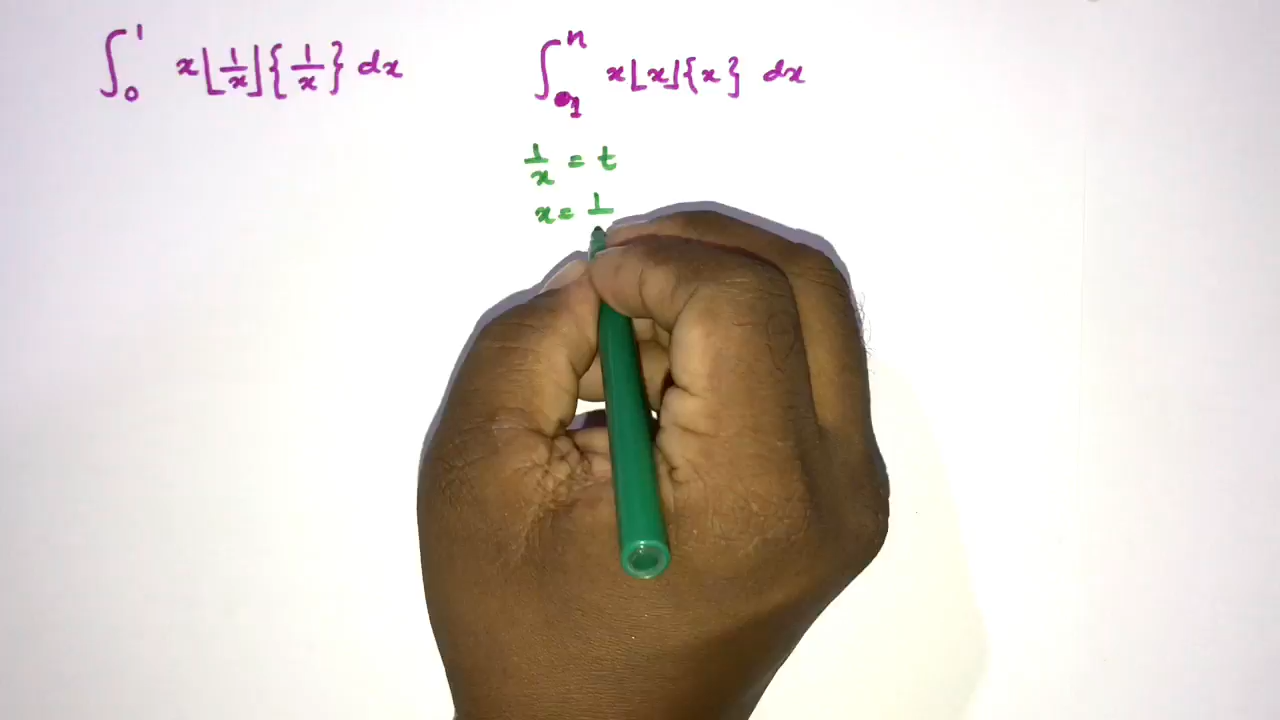 ∫₀¹ x⌊1/x⌋{1/x} dx
∫₁ⁿ x⌊x⌋{x} dx
1/x = t
x = 1